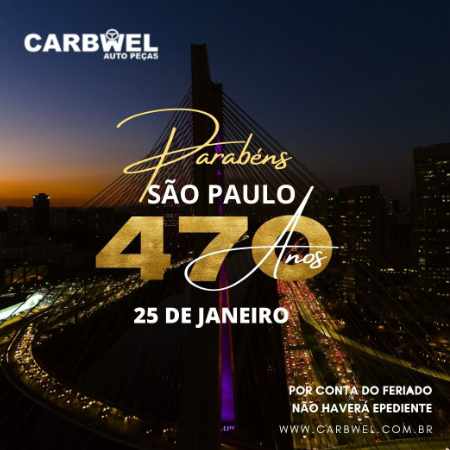 CARBWEL
AUTO PEÇAS
Parabéns
SÃO PAULO
470
Anos
25 DE JANEIRO
POR CONTA DO FERIADO
NÃO HAVERÁ EPEDIENTE
WWW.CARBWEL.COM.BR